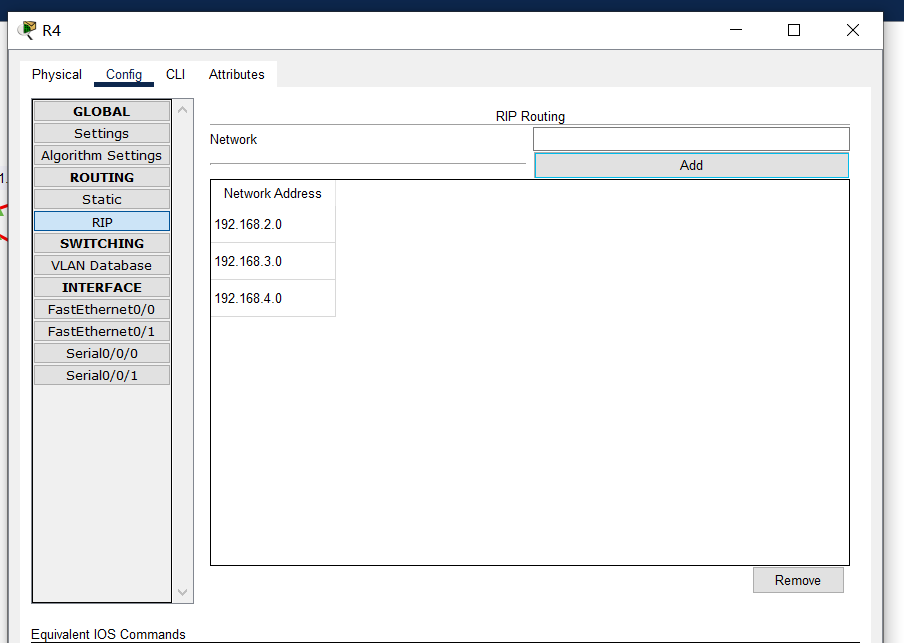 R4
Physical Config CLI Attributes
GLOBAL
Settings
Algorithm Settings
ROUTING
Static
RIP
SWITCHING
VLAN Database
INTERFACE
FastEthernet0/0
FastEthernet0/1
Serial0/0/0
Serial0/0/1
RIP Routing
Network
Add
Network Address
192.168.2.0
192.168.3.0
192.168.4.0
Remove
Equivalent IOS Commands
1.